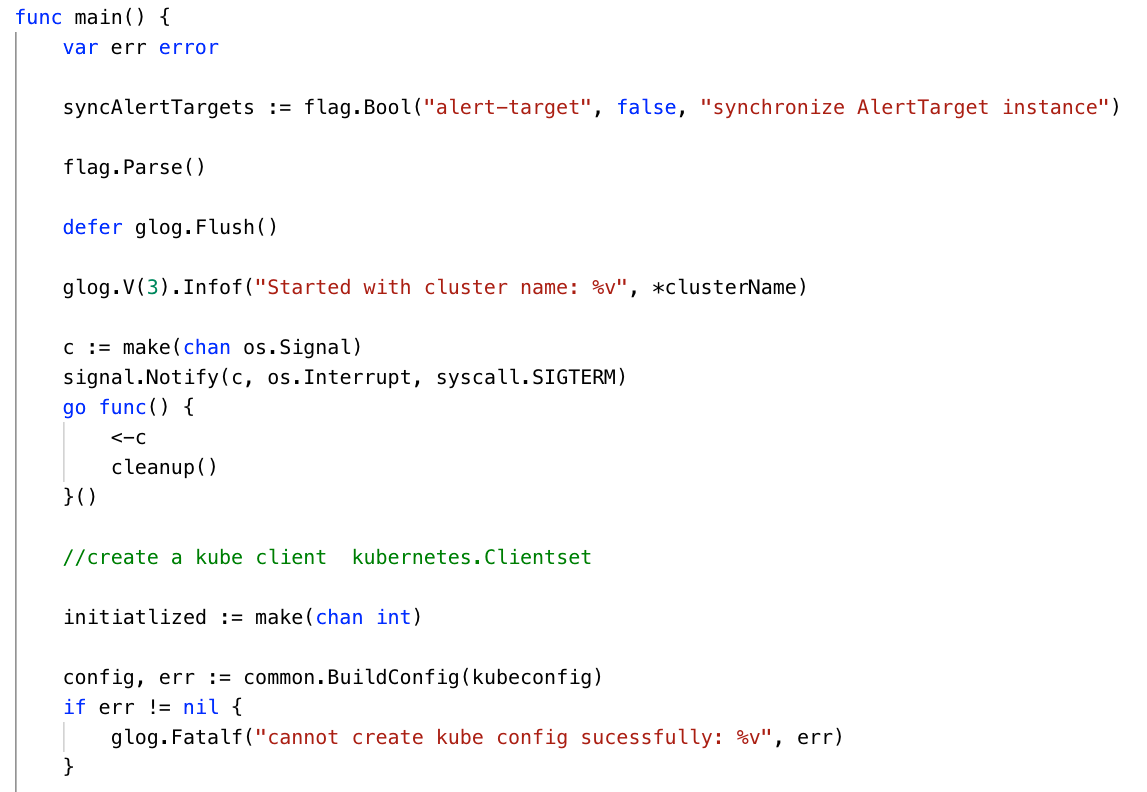 func main() {
var err error
syncAlertTargets := flag.Bool("alert-target", false, "synchronize AlertTarget instance")
flag.Parse()
defer glog.Flush()
glog.V(3).Infof("Started with cluster name: %v", *clusterName)
c := make(chan os.Signal)
signal.Notify(c, os.Interrupt, syscall.SIGTERM)
go func() {
<-c
cleanup()
}()
//create a kube client  kubernetes.Clientset
initiatlized := make(chan int)
config, err := common.BuildConfig(kubeconfig)
if err != nil {
glog.Fatalf("cannot create kube config sucessfully: %v", err)
}